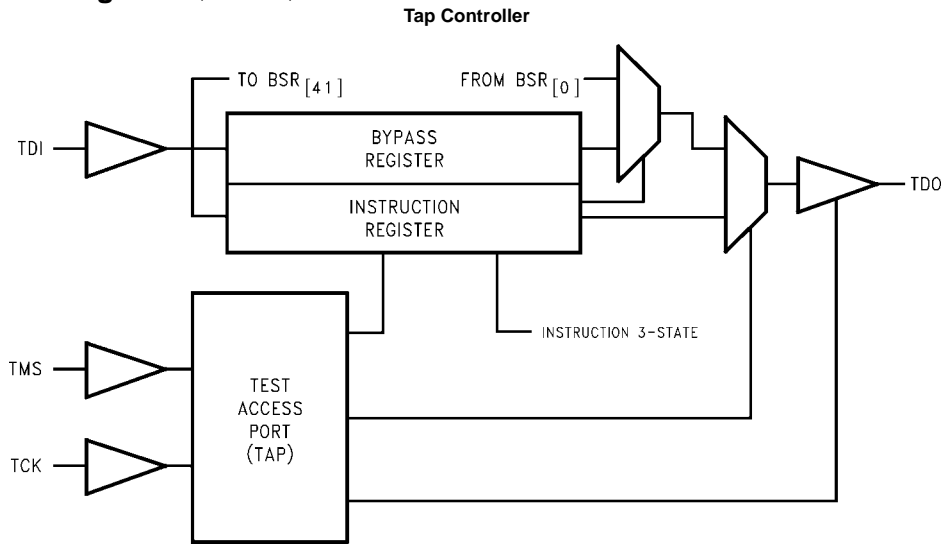 Tap Controller
TO BSR[41]
FROM BSR[0]
TDI
BYPASS
REGISTER
INSTRUCTION
REGISTER
TDO
INSTRUCTION 3-STATE
TMS
TCK
TEST
ACCESS
PORT
(TAP)